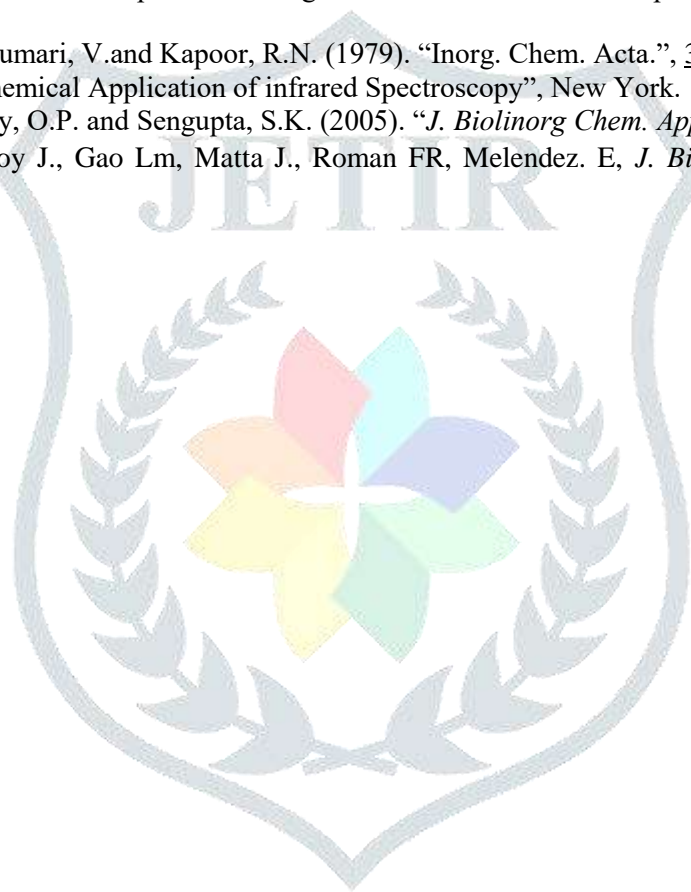 umari, V.and Kapoor, R.N. (1979). “Inorg. Chem. Acta.”, 3
hemical Application of infrared Spectroscopy”, New York.
y, O.P. and Sengupta, S.K. (2005). “J. Biolinorg Chem. App
oy J., Gao Lm, Matta J., Roman FR, Melendez. E, J. Bi
JETIR